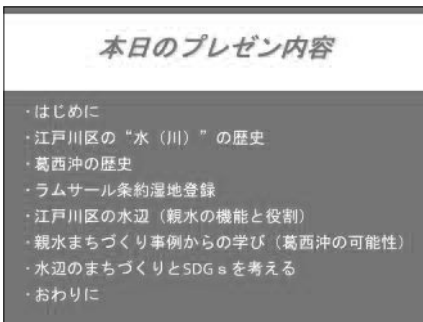 本日のプレゼン内容
・はじめに
・江戸川区の“水（川）”の歴史
・葛西沖の歴史
・ラムサール条約湿地登録
・江戸川区の水辺（親水の機能と役割）
・親水まちづくり事例からの学び（葛西沖の可能性）
・水辺のまちづくりとSDGｓを考える
・おわりに